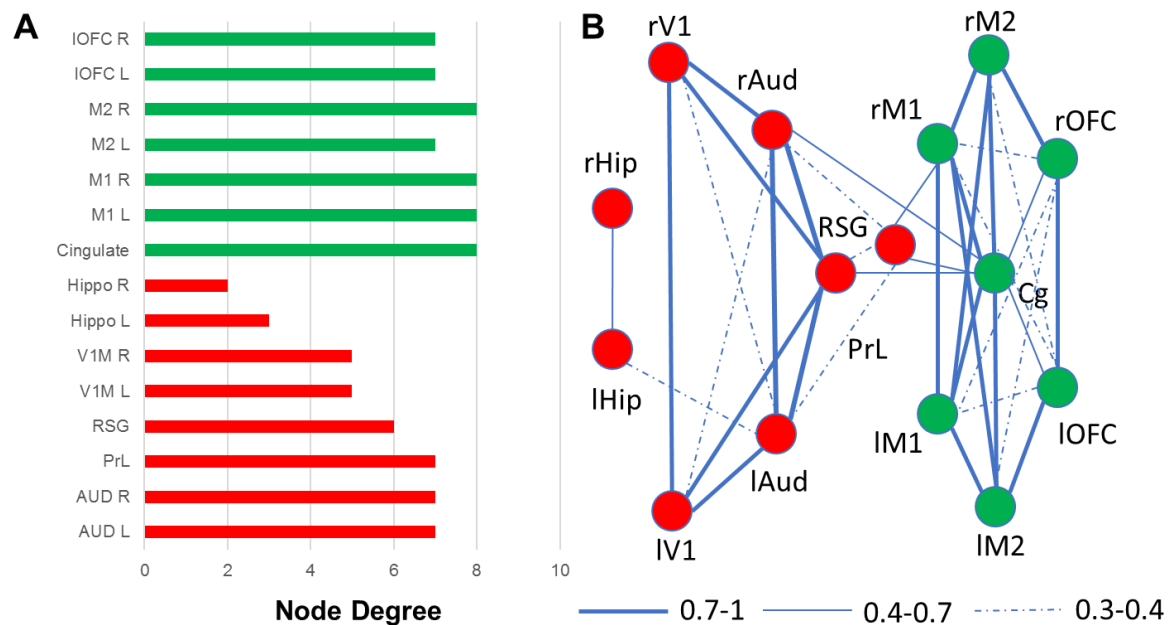 A
lOFC R
lOFC L
M2 R
M2 L
M1 R
M1 L
Cingulate
Hippo R
Hippo L
V1M R
V1M L
RSG
PrL
AUD R
AUD L
0 2 4 6 8 10
Node Degree
B
rV1
rM2
rAud
rM1
rOFC
rHip
RSG
Cg
PrL
lHip
lM1
lOFC
lAud
lV1
lM2
0.7-1 0.4-0.7 0.3-0.4